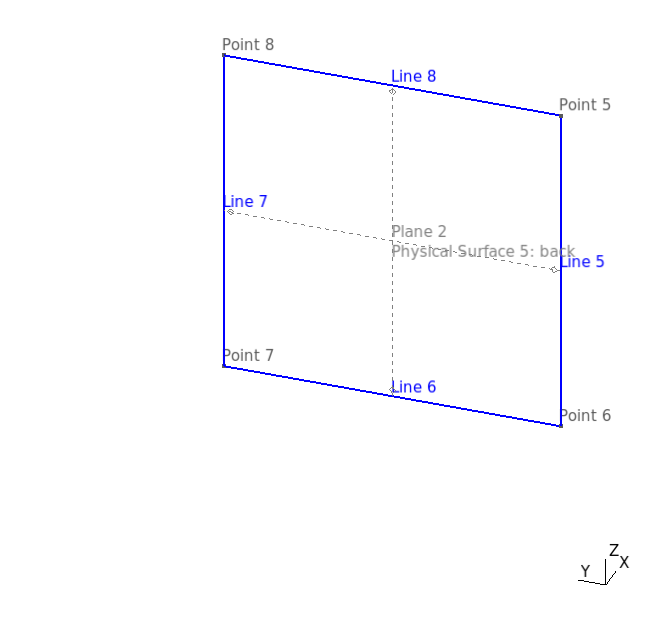 Point 8
Line 8
Point 5
Line 7
Plane 2
Physical Surface 5: back
Line 5
Point 7
Line 6
Point 6
Z
X
Y